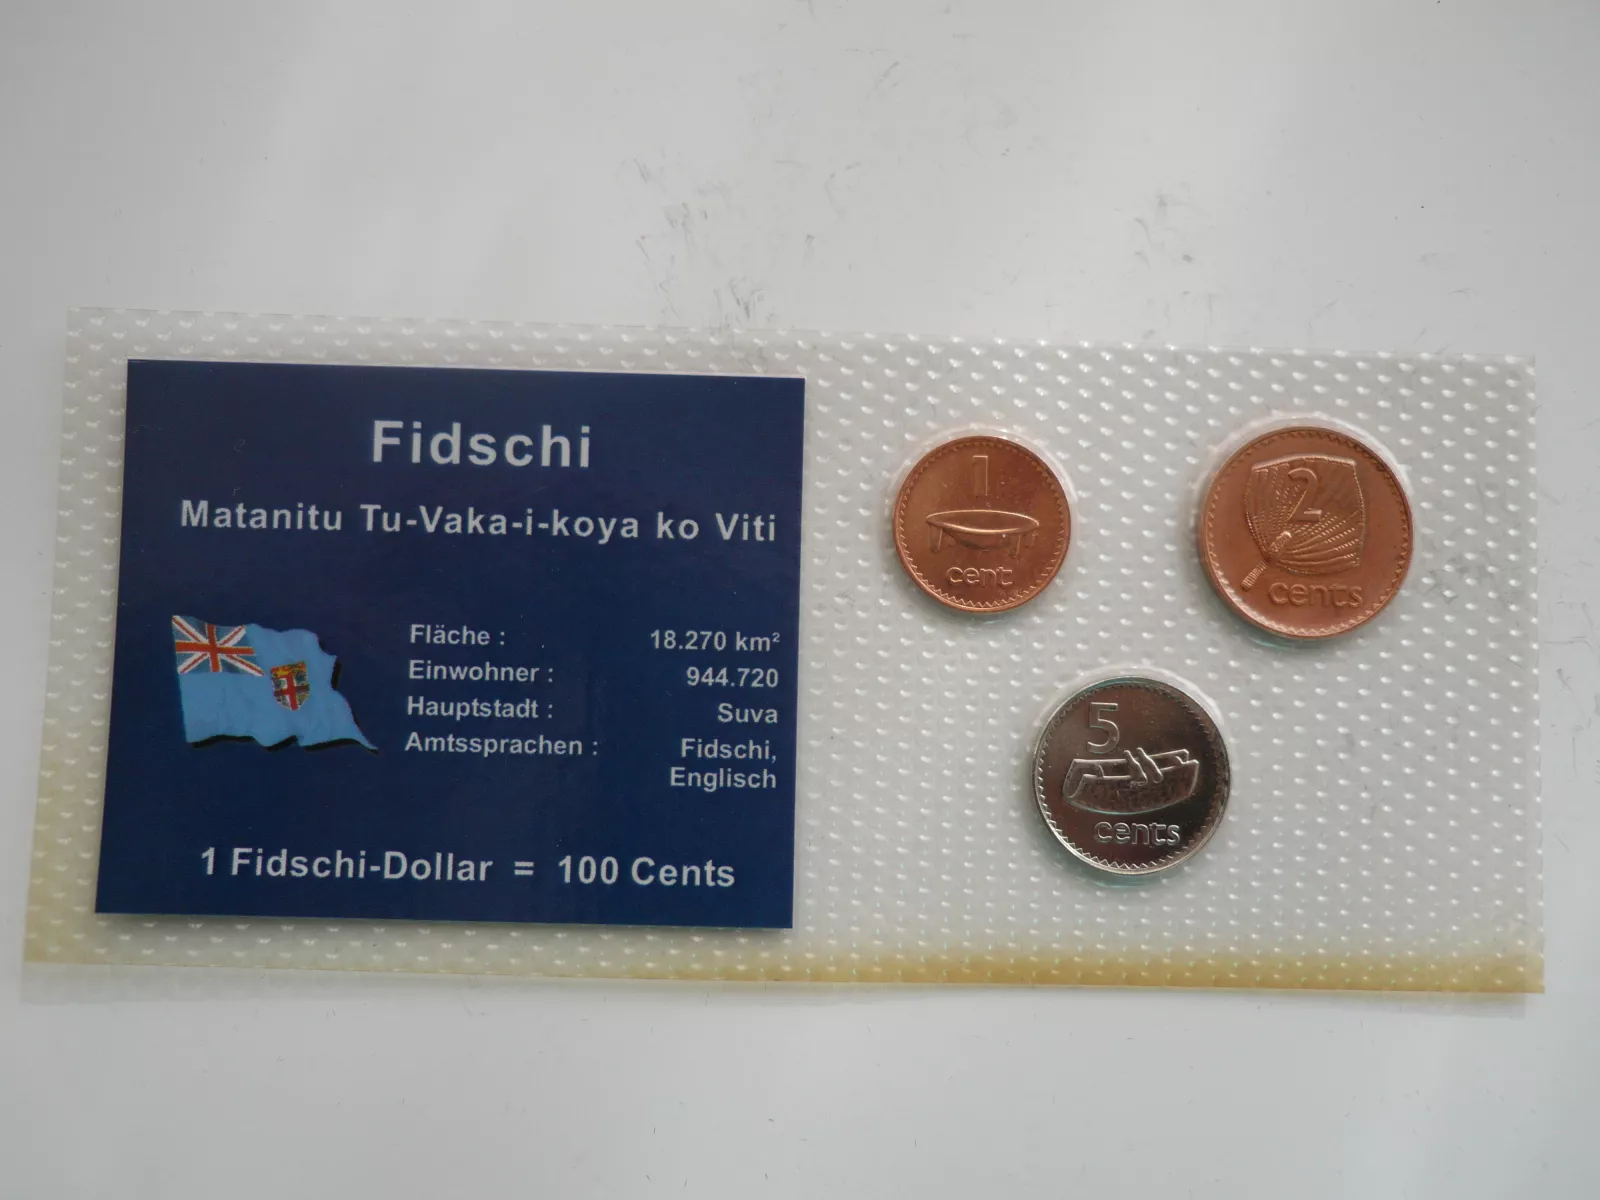 Fidschi
Matanitu Tu-Vaka-i-koya ko Viti
Fläche : 18.270 km²
Einwohner : 944.720
Hauptstadt : Suva
Amtssprachen : Fidschi,
Englisch
1 Fidschi-Dollar = 100 Cents
1
cent
2
cents
5
cents